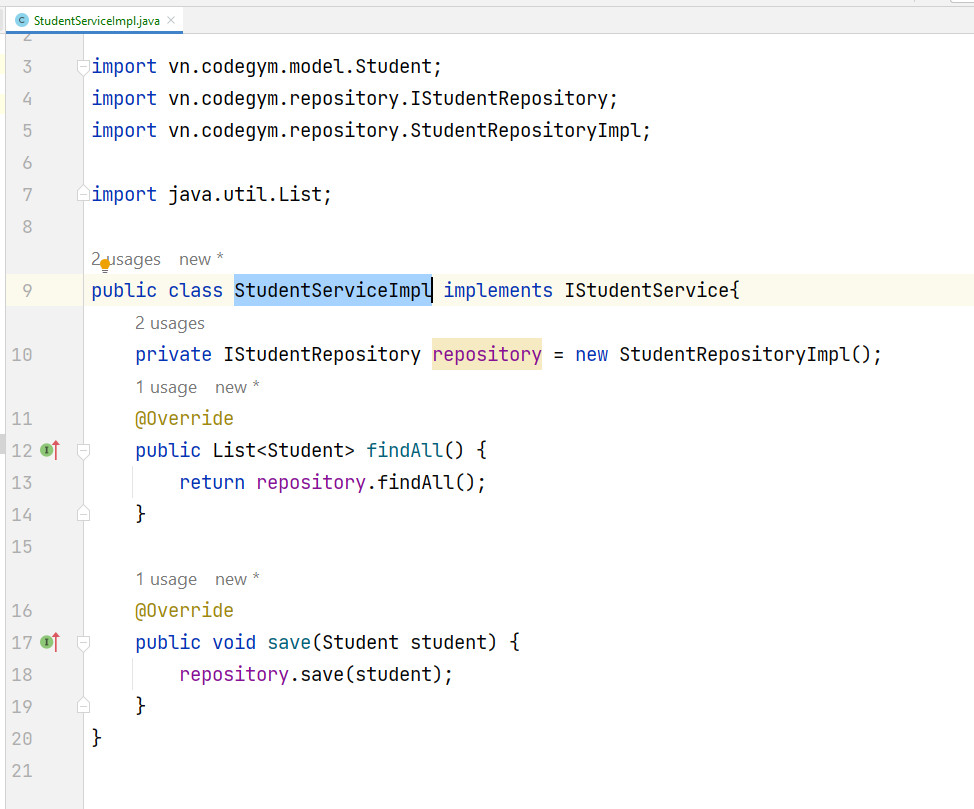 StudentServiceImpl.java
2
3 import vn.codegym.model.Student;
4 import vn.codegym.repository.IStudentRepository;
5 import vn.codegym.repository.StudentRepositoryImpl;
6
7 import java.util.List;
8
2 usages new *
9 public class StudentServiceImpl implements IStudentService{
2 usages
10 private IStudentRepository repository = new StudentRepositoryImpl();
1 usage new *
11 @Override
12 public List<Student> findAll() {
13 return repository.findAll();
14 }
15
1 usage new *
16 @Override
17 public void save(Student student) {
18 repository.save(student);
19 }
20 }
21